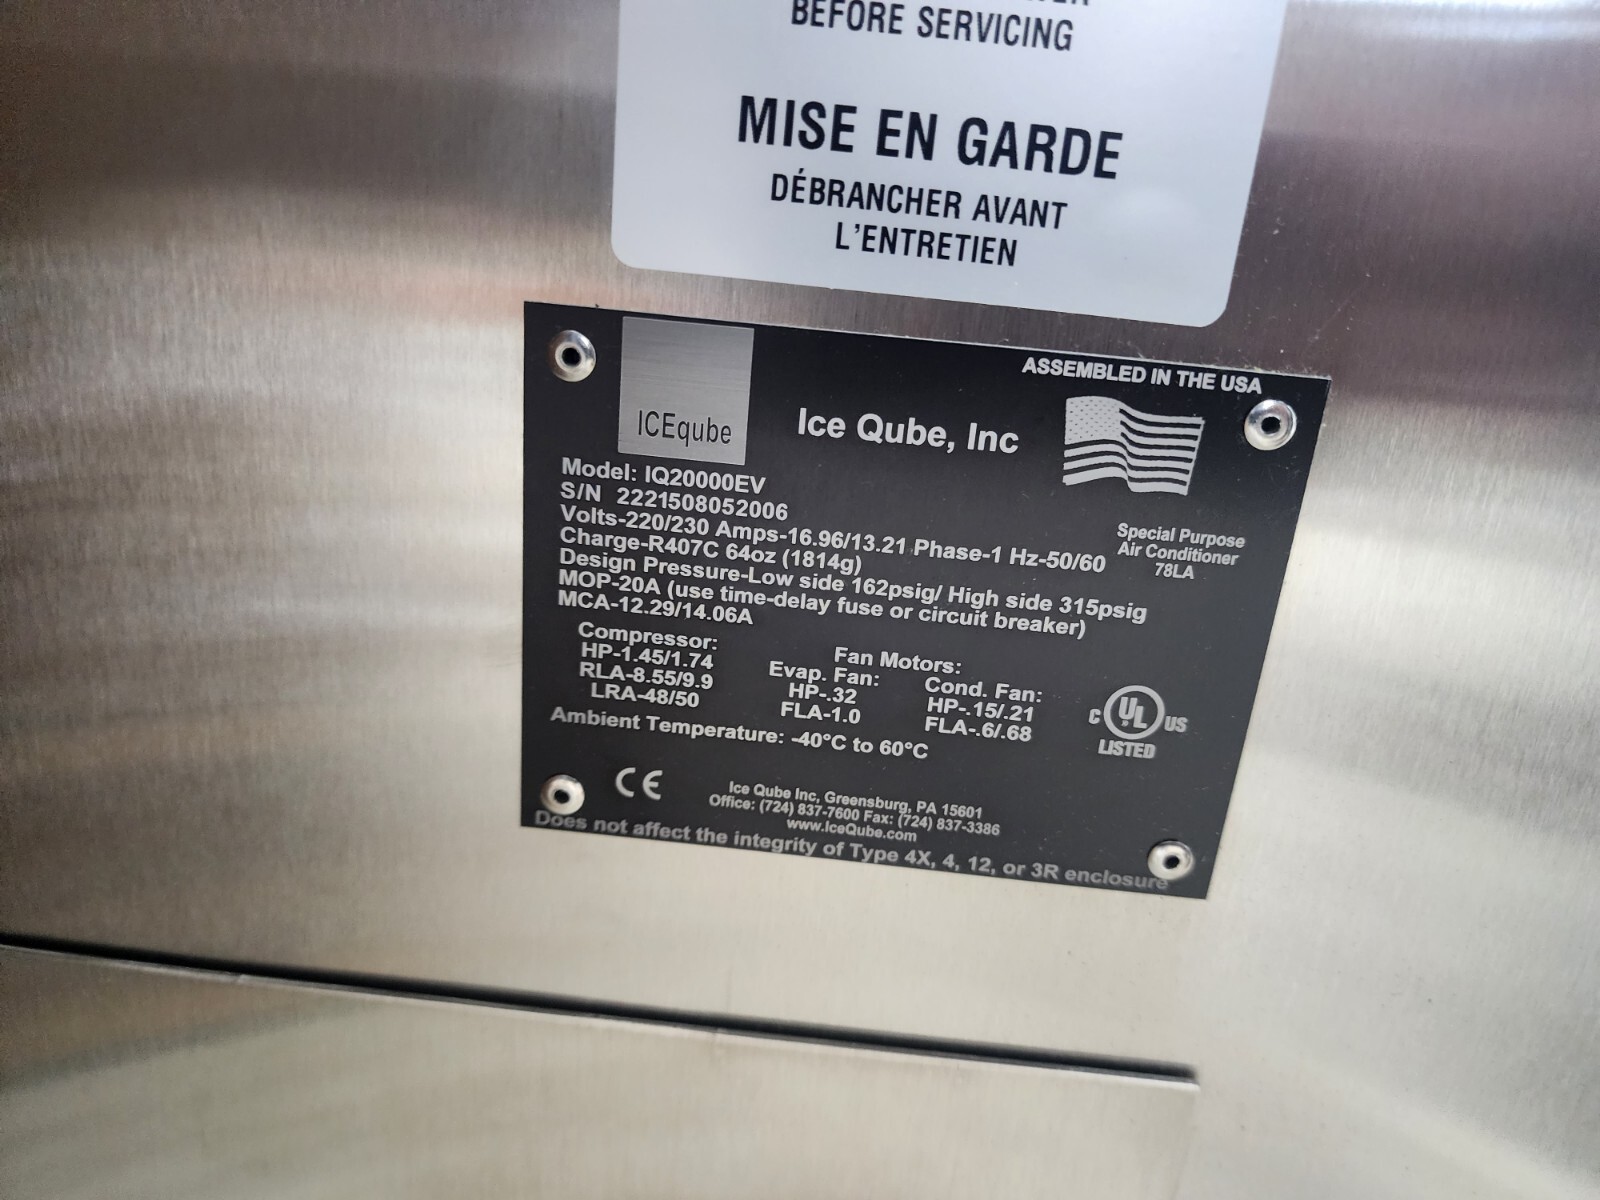 BEFORE SERVICING
MISE EN GARDE
DÉBRANCHER AVANT
L'ENTRETIEN
ASSEMBLED IN THE USA
ICEqube
Ice Qube, Inc
Model: IQ20000EV
S/N 2221508052006
Volts-220/230 Amps-16.96/13.21 Phase-1 Hz-50/60
Charge-R407C 64oz (1814g)
Design Pressure-Low side 162psig/ High side 315psig
MOP-20A (use time-delay fuse or circuit breaker)
MCA-12.29/14.06A
Special Purpose
Air Conditioner
78LA
Compressor:
HP-1.45/1.74
RLA-8.55/9.9
LRA-48/50
Fan Motors:
Evap. Fan:
HP-.32
FLA-1.0
Cond. Fan:
HP-.15/.21
FLA-.6/.68
C UL US
LISTED
Ambient Temperature: -40°C to 60°C
CE
Ice Qube Inc, Greensburg, PA 15601
Office: (724) 837-7600 Fax: (724) 837-3386
www.IceQube.com
Does not affect the integrity of Type 4X, 4, 12, or 3R enclosure